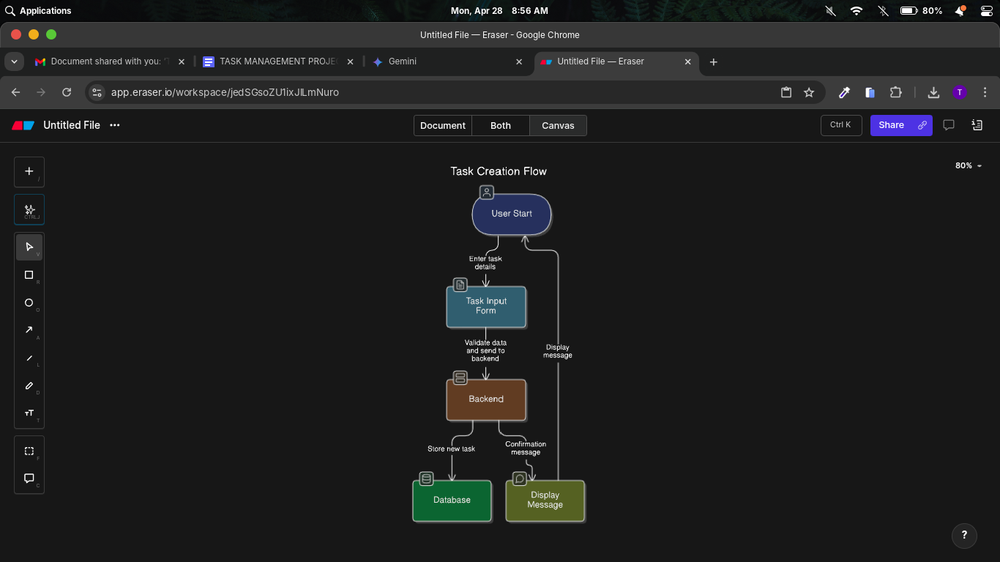 Applications
Mon, Apr 28 8:56 AM
80%
Untitled File — Eraser - Google Chrome
Document shared with you: "T
TASK MANAGEMENT PROJE
Gemini
Untitled File — Eraser
app.eraser.io/workspace/jedSGsoZU1ixJlLmNuro
T
Untitled File
Document
Both
Canvas
Ctrl K
Share
80%
/
CTRL J
V
R
O
A
L
D
T
F
C
Task Creation Flow
User Start
Enter task
details
Task Input
Form
Validate data
and send to
backend
Display
message
Backend
Store new task
Confirmation
message
Database
Display
Message
?